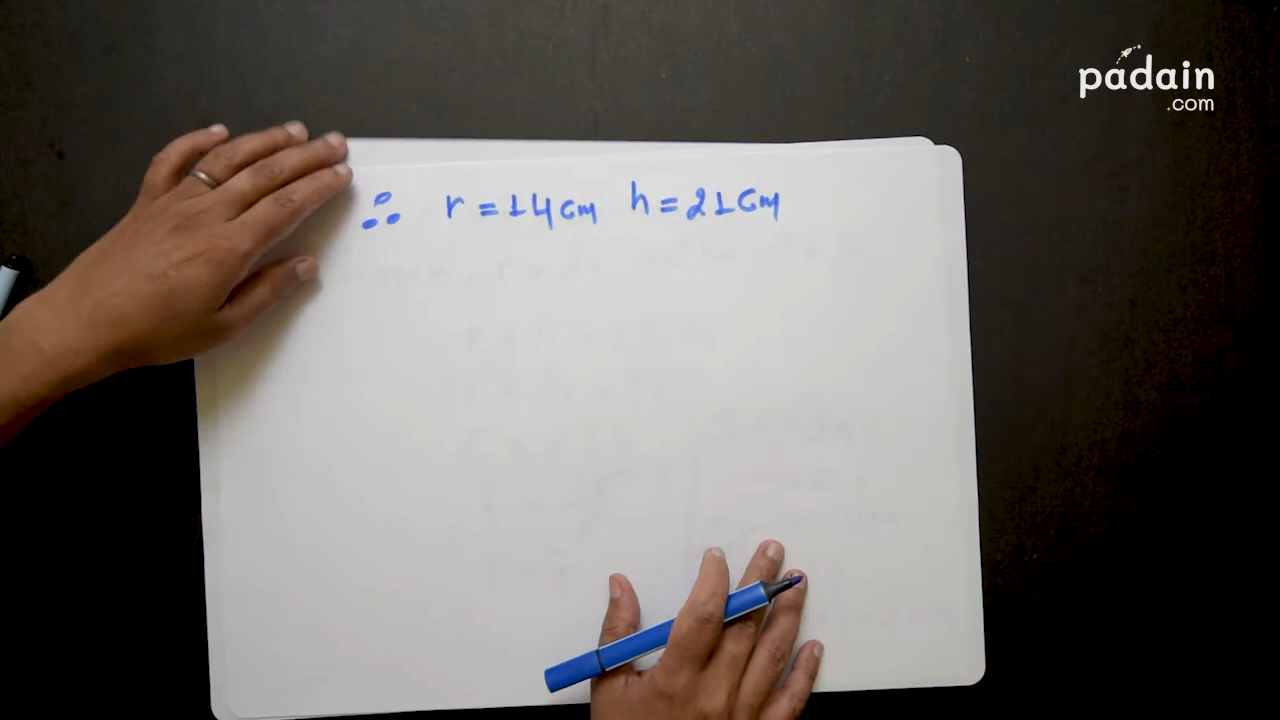 padain
.com
∴ r = 14 cm h = 21 cm